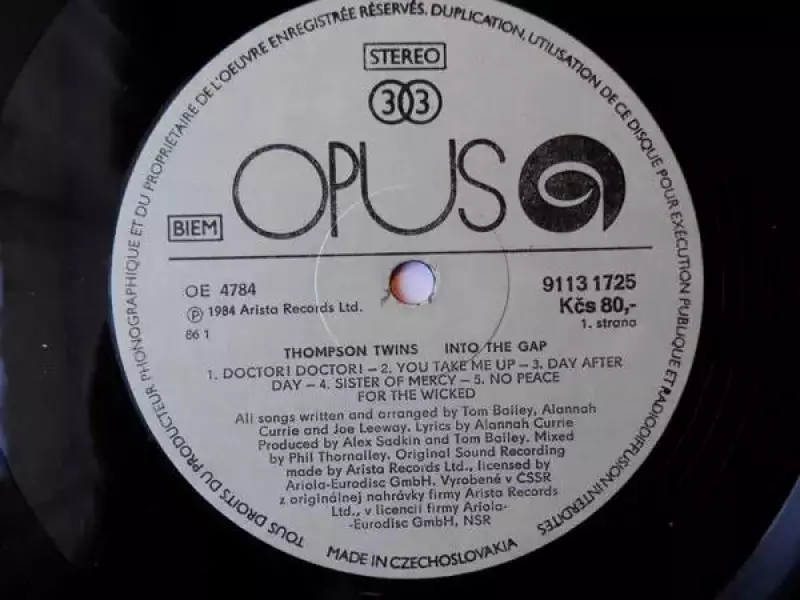 TOUS DROITS DU PRODUCTEUR PHONOGRAPHIQUE ET DU PROPRIÉTAIRE DE L'OEUVRE ENREGISTRÉE RÉSERVÉS. DUPLICATION, UTILISATION DE CE DISQUE POUR EXÉCUTION PUBLIQUE ET RADIODIFFUSION INTERDITES
STEREO
33
OPUS
BIEM
OE 4784
℗ 1984 Arista Records Ltd.
86 1
9113 1725
Kčs 80,-
1. strana
THOMPSON TWINS INTO THE GAP
1. DOCTOR! DOCTOR! – 2. YOU TAKE ME UP – 3. DAY AFTER
DAY – 4. SISTER OF MERCY – 5. NO PEACE
FOR THE WICKED
All songs written and arranged by Tom Bailey, Alannah
Currie and Joe Leeway. Lyrics by Alannah Currie
Produced by Alex Sadkin and Tom Bailey. Mixed
by Phil Thornalley. Original Sound Recording
made by Arista Records Ltd., licensed by
Ariola-Eurodisc GmbH. Vyrobené v ČSSR
z originálnej nahrávky firmy Arista Records
Ltd., v licencii firmy Ariola-
-Eurodisc GmbH, NSR
MADE IN CZECHOSLOVAKIA